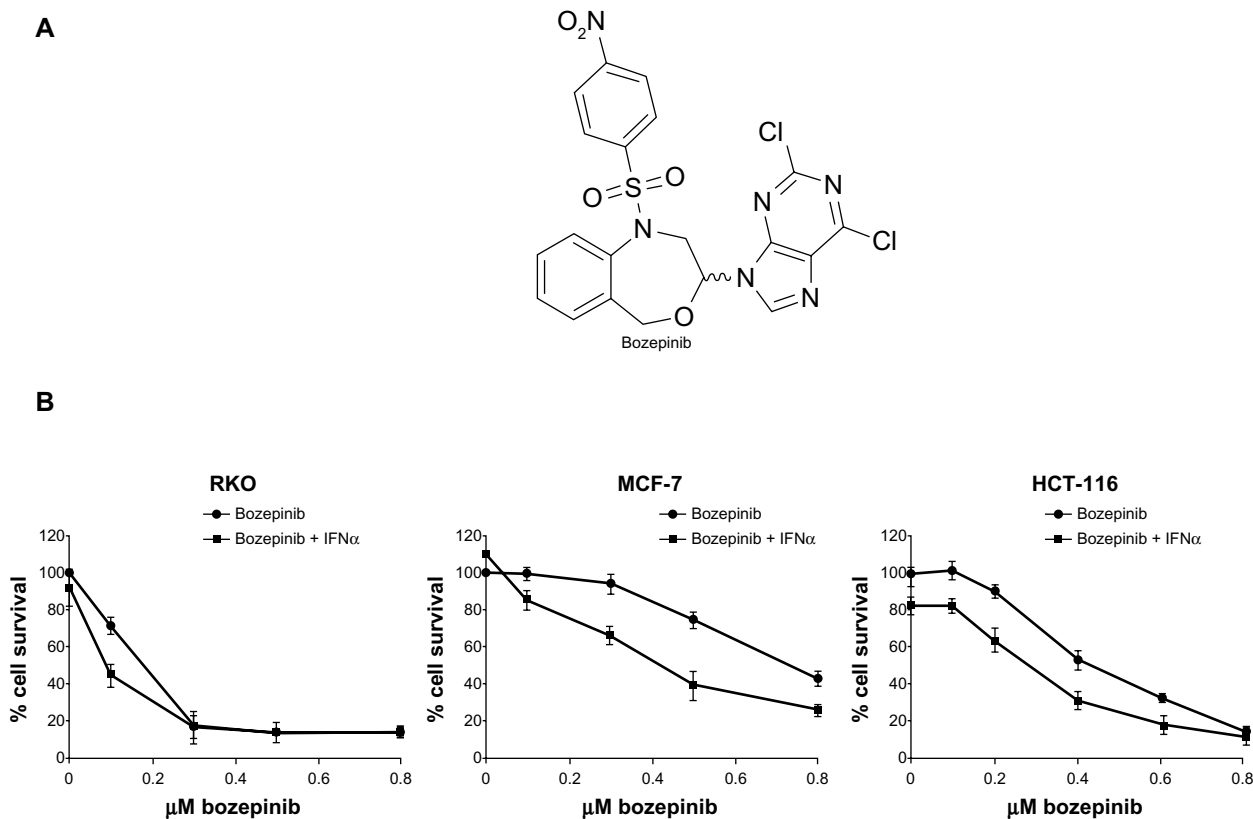 A
O2N
Cl
O
S
O
N
N
N
Cl
N
N
O
Bozepinib
B
RKO
Bozepinib
Bozepinib + IFNα
% cell survival
120
100
80
60
40
20
0
0 0.2 0.4 0.6 0.8
μM bozepinib
MCF-7
Bozepinib
Bozepinib + IFNα
% cell survival
120
100
80
60
40
20
0
0 0.2 0.4 0.6 0.8
μM bozepinib
HCT-116
Bozepinib
Bozepinib + IFNα
% cell survival
120
100
80
60
40
20
0
0 0.2 0.4 0.6 0.8
μM bozepinib